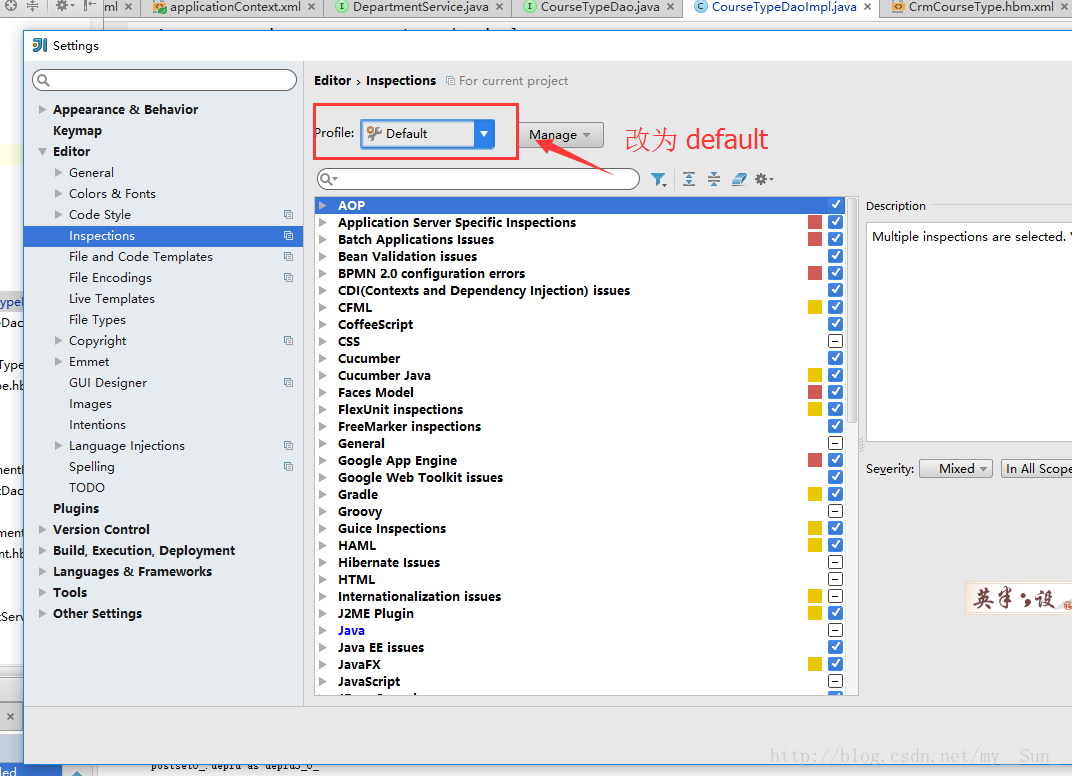 ml
applicationContext.xml
DepartmentService.java
CourseTypeDao.java
CourseTypeDaoImpl.java
CrmCourseType.hbm.xml
Settings
Editor › Inspections
For current project
Appearance & Behavior
Keymap
Editor
General
Colors & Fonts
Code Style
Inspections
File and Code Templates
File Encodings
Live Templates
File Types
Copyright
Emmet
GUI Designer
Images
Intentions
Language Injections
Spelling
TODO
Plugins
Version Control
Build, Execution, Deployment
Languages & Frameworks
Tools
Other Settings
Profile:
Default
Manage
改为 default
AOP
Application Server Specific Inspections
Batch Applications Issues
Bean Validation issues
BPMN 2.0 configuration errors
CDI(Contexts and Dependency Injection) issues
CFML
CoffeeScript
CSS
Cucumber
Cucumber Java
Faces Model
FlexUnit inspections
FreeMarker inspections
General
Google App Engine
Google Web Toolkit issues
Gradle
Groovy
Guice Inspections
HAML
Hibernate Issues
HTML
Internationalization issues
J2ME Plugin
Java
Java EE issues
JavaFX
JavaScript
Description
Multiple inspections are selected.
Severity:
Mixed
In All Scope
英半设
http://blog.csdn.net/my__Sun_